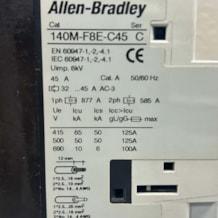 Allen-Bradley
Cat. Ser
140M-F8E-C45 C
EN 60947-1,-2,-4.1
IEC 60947-1,-2,-4.1
Uimp. 6kV
45 A Cat. A 50/60 Hz
32 ...45 A AC-3
1ph 877 A 2ph 585 A
Ue Icu Ics Icc>Icu
V kA kA gL/gG max
415 65 50 125A
500 50 50 125A
690 10 6 100A